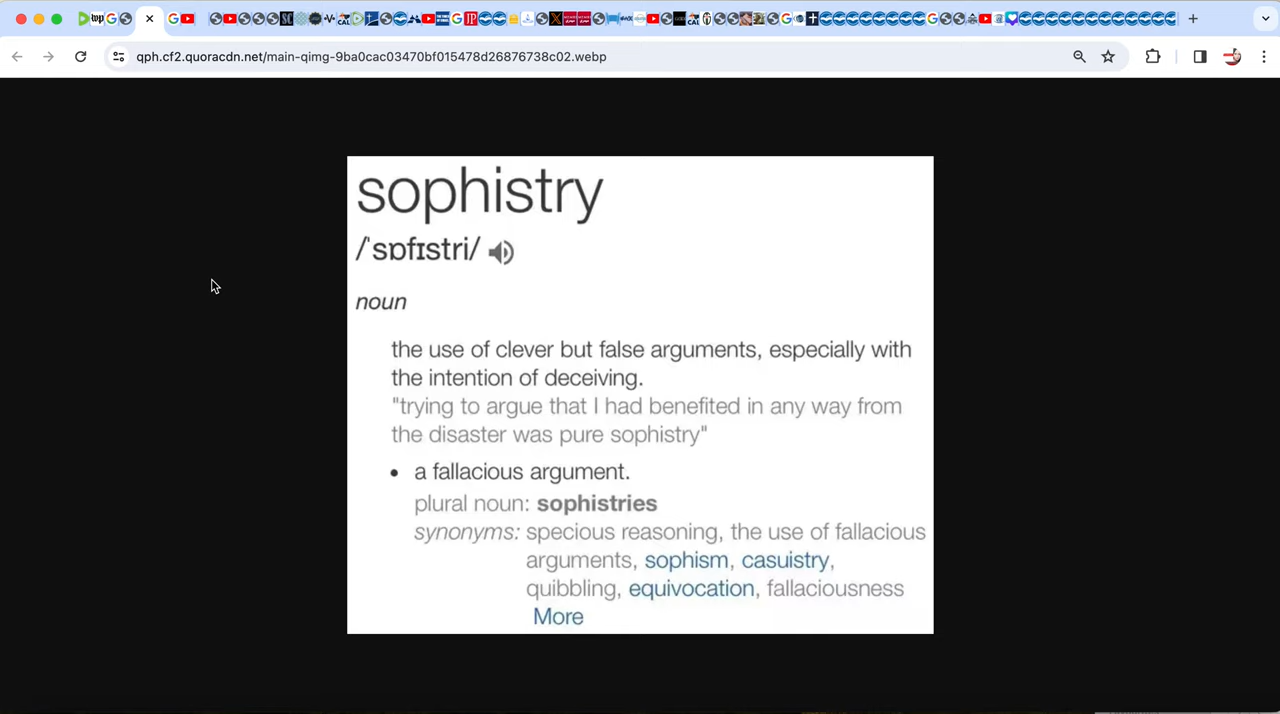 qph.cf2.quoracdn.net/main-qimg-9ba0cac03470bf015478d26876738c02.webp
sophistry
/ˈsɒfɪstri/
noun
the use of clever but false arguments, especially with
the intention of deceiving.
"trying to argue that I had benefited in any way from
the disaster was pure sophistry"
• a fallacious argument.
plural noun: sophistries
synonyms: specious reasoning, the use of fallacious
arguments, sophism, casuistry,
quibbling, equivocation, fallaciousness
More